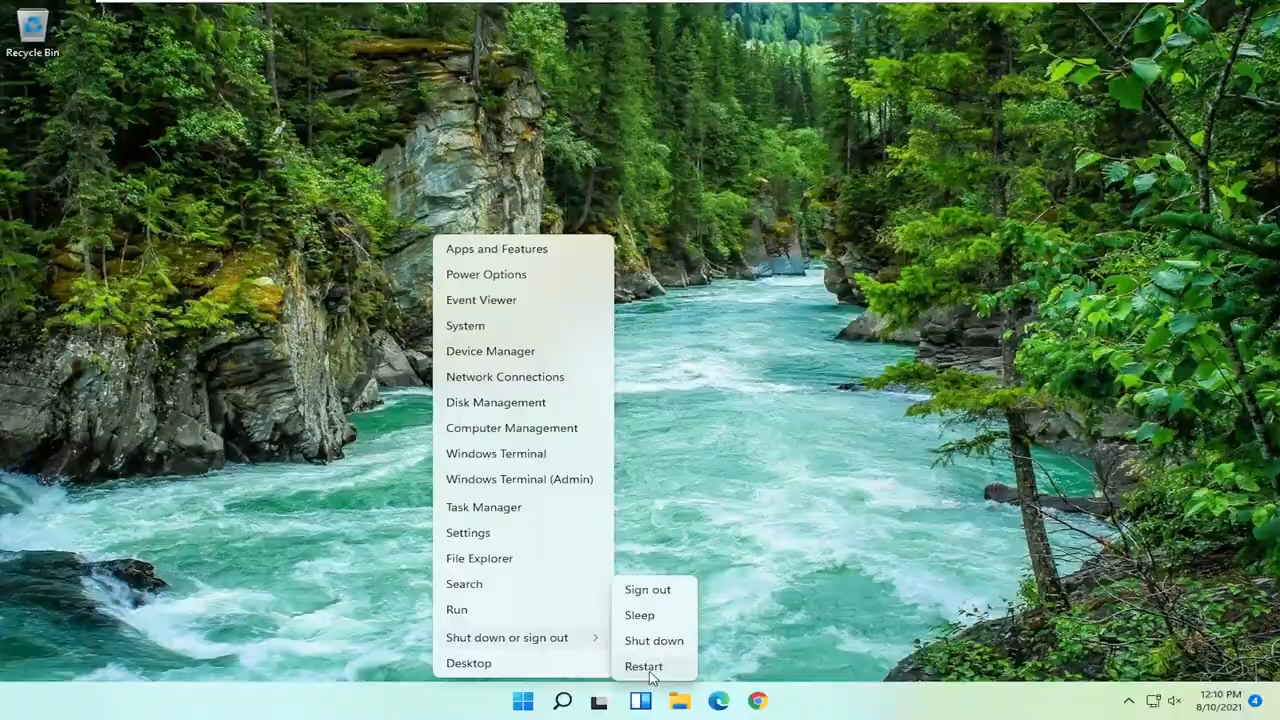 Recycle Bin
Apps and Features
Power Options
Event Viewer
System
Device Manager
Network Connections
Disk Management
Computer Management
Windows Terminal
Windows Terminal (Admin)
Task Manager
Settings
File Explorer
Search
Run
Shut down or sign out
Desktop
Sign out
Sleep
Shut down
Restart
12:10 PM
8/10/2021
4